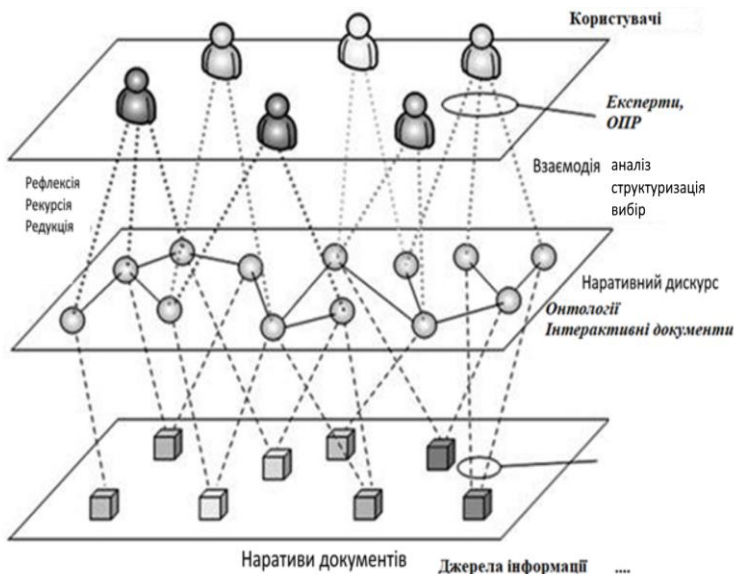 Користувачі
Експерти,
ОПР
Рефлексія
Рекурсія
Редукція
Взаємодія
аналіз
структуризація
вибір
Наративний дискурс
Онтології
Інтерактивні документи
Наративи документів
Джерела інформації ....